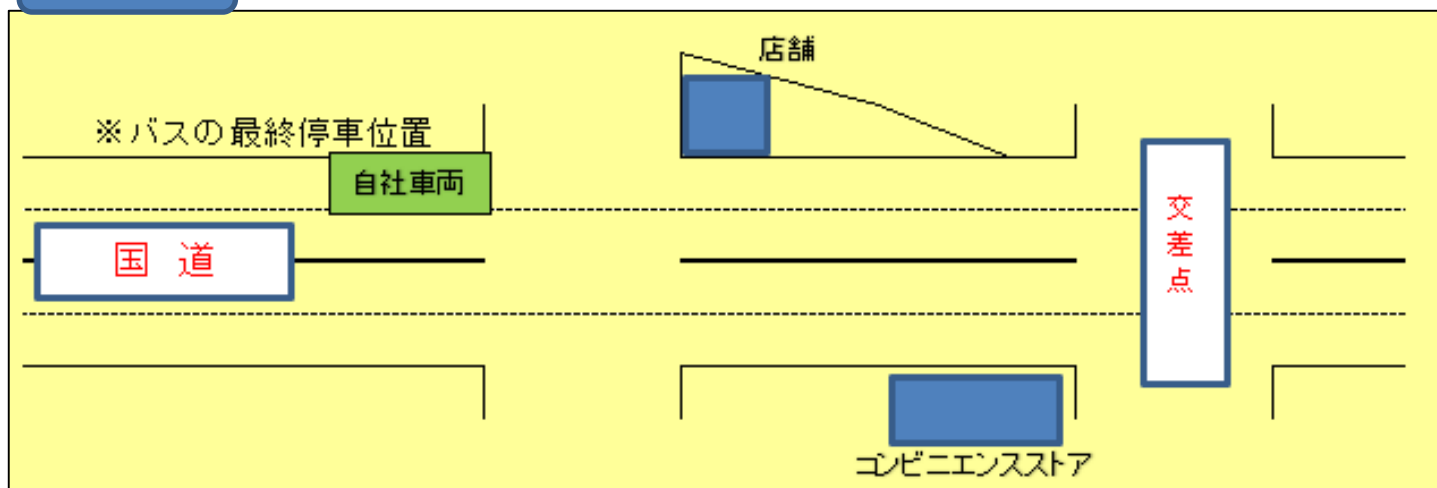 店舗
※バスの最終停車位置
自社車両
国道
交差点
コンビニエンスストア